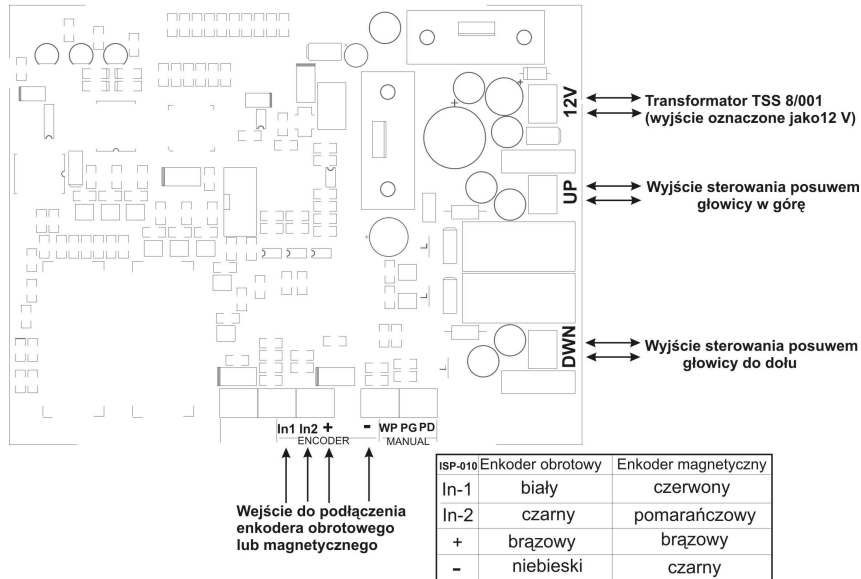 12V
Transformator TSS 8/001
(wyjście oznaczone jako12 V)
UP
Wyjście sterowania posuwem
głowicy w górę
DWN
Wyjście sterowania posuwem
głowicy do dołu
L
L
L
In1 In2 + - WP PG PD
ENCODER MANUAL
Wejście do podłączenia
enkodera obrotowego
lub magnetycznego
ISP-010 Enkoder obrotowy Enkoder magnetyczny
In-1 biały czerwony
In-2 czarny pomarańczowy
+ brązowy brązowy
- niebieski czarny